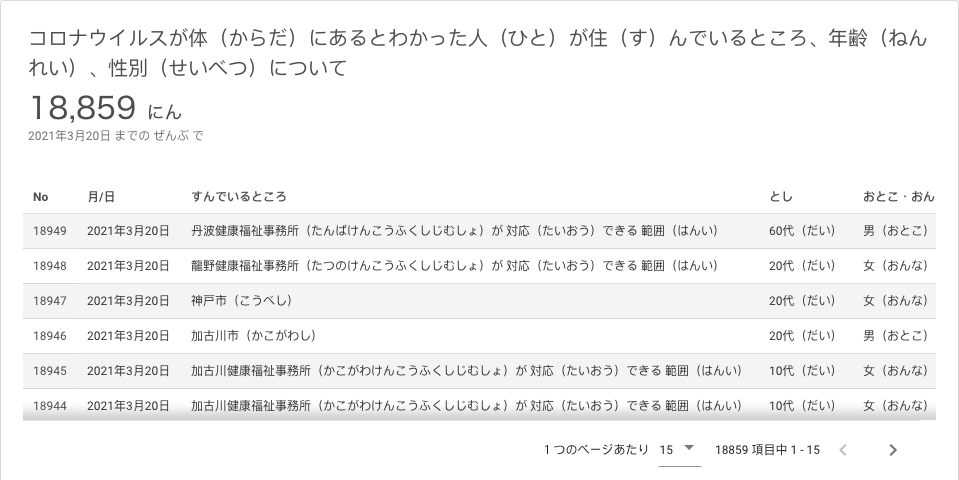 コロナウイルスが体（からだ）にあるとわかった人（ひと）が住（す）んでいるところ、年齢（ねん
れい）、性別（せいべつ）について
18,859 にん
2021年3月20日 までの ぜんぶ で
No 月/日 すんでいるところ とし おとこ・おん
18949 2021年3月20日 丹波健康福祉事務所（たんばけんこうふくしじむしょ）が 対応（たいおう）できる 範囲（はんい） 60代（だい） 男（おとこ）
18948 2021年3月20日 龍野健康福祉事務所（たつのけんこうふくしじむしょ）が 対応（たいおう）できる 範囲（はんい） 20代（だい） 女（おんな）
18947 2021年3月20日 神戸市（こうべし） 20代（だい） 女（おんな）
18946 2021年3月20日 加古川市（かこがわし） 20代（だい） 男（おとこ）
18945 2021年3月20日 加古川健康福祉事務所（かこがわけんこうふくしじむしょ）が 対応（たいおう）できる 範囲（はんい） 10代（だい） 女（おんな）
18944 2021年3月20日 加古川健康福祉事務所（かこがわけんこうふくしじむしょ）が 対応（たいおう）できる 範囲（はんい） 10代（だい） 女（おんな）
1 つのページあたり 15 18859 項目中 1 - 15